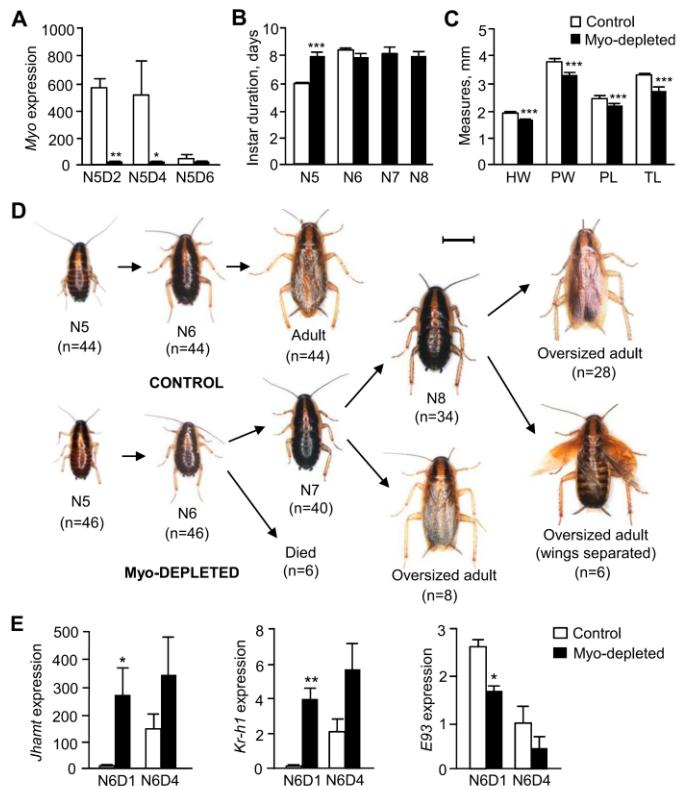 A
Myo expression
1000
800
600
400
200
0
**
*
N5D2 N5D4 N5D6
B
Instar duration, days
10
8
6
4
2
0
***
N5 N6 N7 N8
C
Measures, mm
5
4
3
2
1
0
Control
Myo-depleted
***
***
***
***
HW PW PL TL
D
N5
(n=44)
N6
(n=44)
Adult
(n=44)
CONTROL
N5
(n=46)
N6
(n=46)
Myo-DEPLETED
Died
(n=6)
N7
(n=40)
N8
(n=34)
Oversized adult
(n=8)
Oversized adult
(n=28)
Oversized adult
(wings separated)
(n=6)
E
Jhamt expression
500
400
300
200
100
0
*
N6D1 N6D4
Kr-h1 expression
8
6
4
2
0
**
N6D1 N6D4
E93 expression
3
2
1
0
*
N6D1 N6D4
Control
Myo-depleted